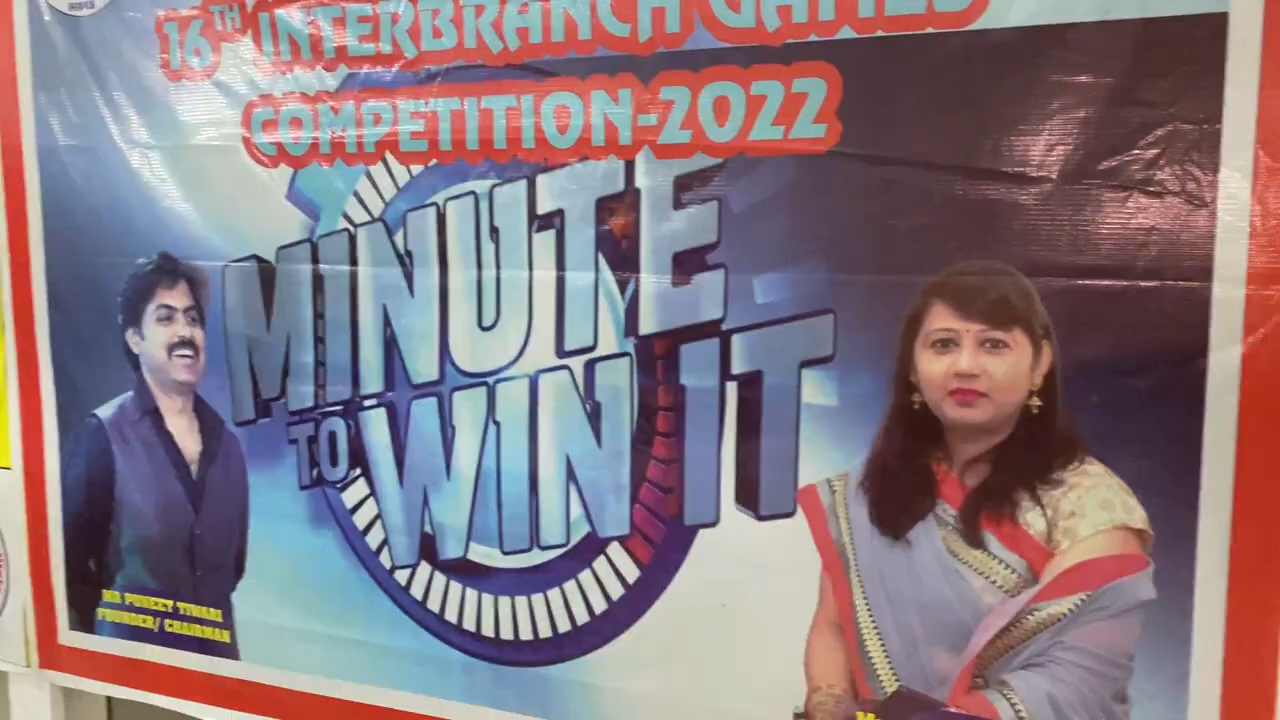 16TH INTERBRANCH GAMES
COMPETITION-2022
MINUTE
TO WIN IT
MR PUNEET TIWARI
FOUNDER/ CHAIRMAN